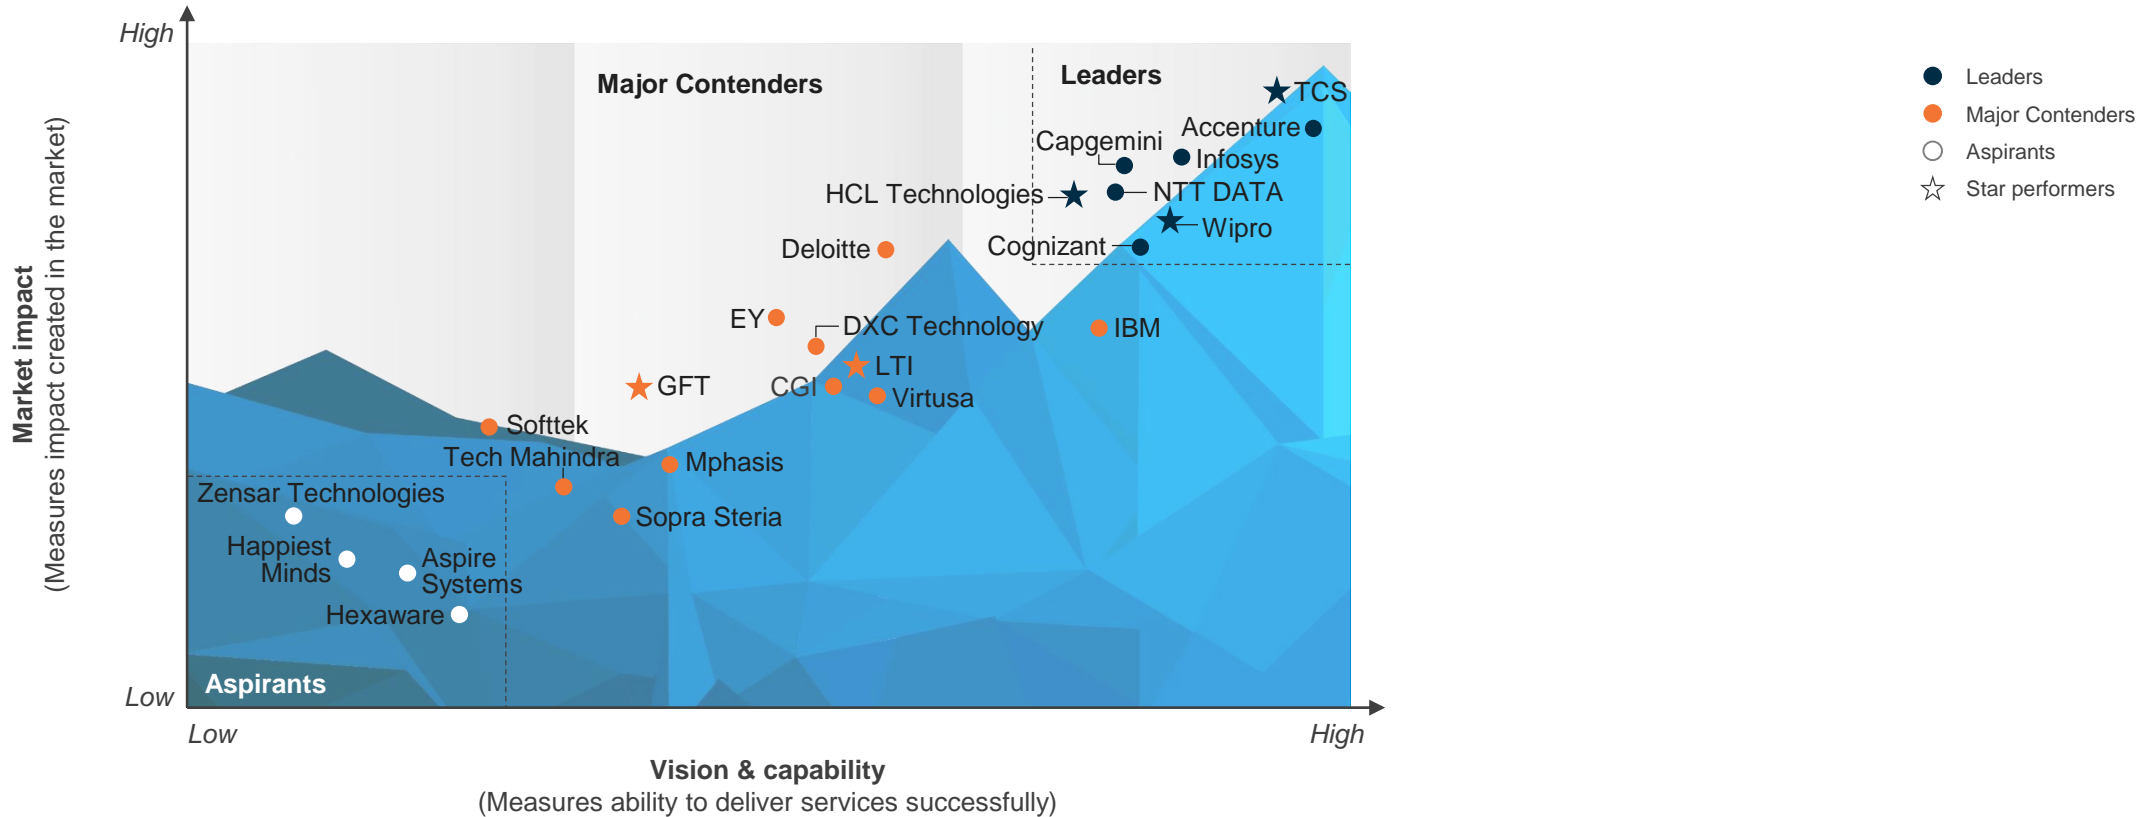 High
Major Contenders
Leaders
TCS
Accenture
Capgemini
Infosys
HCL Technologies
NTT DATA
Wipro
Cognizant
Deloitte
EY
DXC Technology
IBM
LTI
GFT
CGI
Virtusa
Softtek
Tech Mahindra
Mphasis
Zensar Technologies
Sopra Steria
Happiest
Minds
Aspire
Systems
Hexaware
Aspirants
Low
Low
High
Market impact
(Measures impact created in the market)
Vision & capability
(Measures ability to deliver services successfully)
Leaders
Major Contenders
Aspirants
Star performers